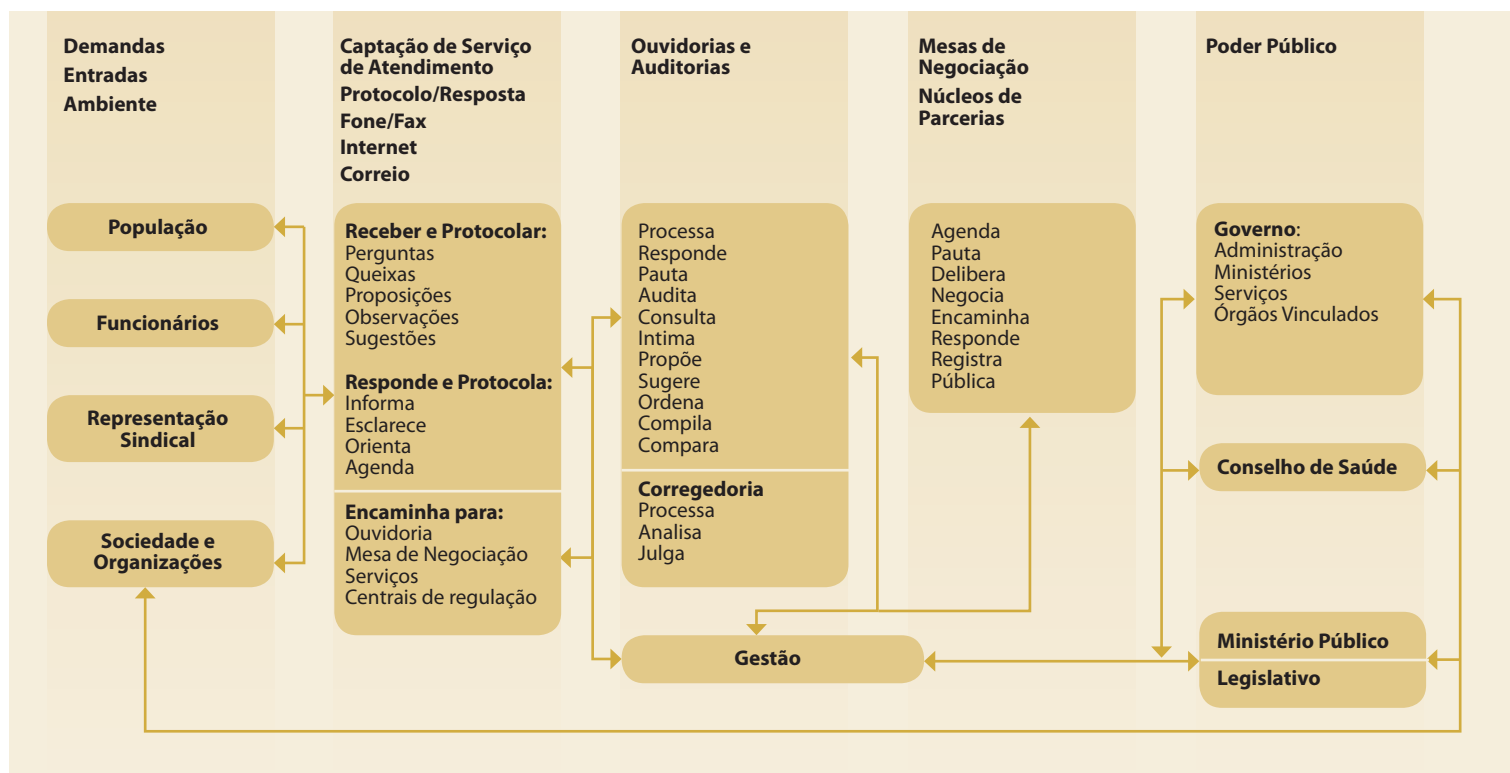 Demandas
Entradas
Ambiente
Captação de Serviço
de Atendimento
Protocolo/Resposta
Fone/Fax
Internet
Correio
Ouvidorias e
Auditorias
Mesas de
Negociação
Núcleos de
Parcerias
Poder Público
População
Funcionários
Representação
Sindical
Sociedade e
Organizações
Receber e Protocolar:
Perguntas
Queixas
Proposições
Observações
Sugestões
Responde e Protocola:
Informa
Esclarece
Orienta
Agenda
Encaminha para:
Ouvidoria
Mesa de Negociação
Serviços
Centrais de regulação
Processa
Responde
Pauta
Audita
Consulta
Intima
Propõe
Sugere
Ordena
Compila
Compara
Corregedoria
Processa
Analisa
Julga
Gestão
Agenda
Pauta
Delibera
Negocia
Encaminha
Responde
Registra
Pública
Governo:
Administração
Ministérios
Serviços
Órgãos Vinculados
Conselho de Saúde
Ministério Público
Legislativo